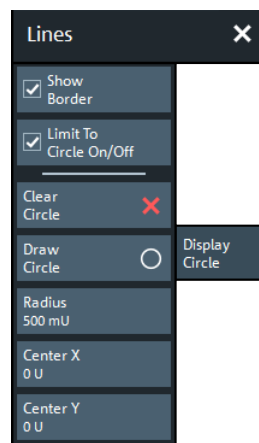 Lines
Show
Border
Limit To
Circle On/Off
Clear
Circle
Draw
Circle
Display
Circle
Radius
500 mU
Center X
0 U
Center Y
0 U